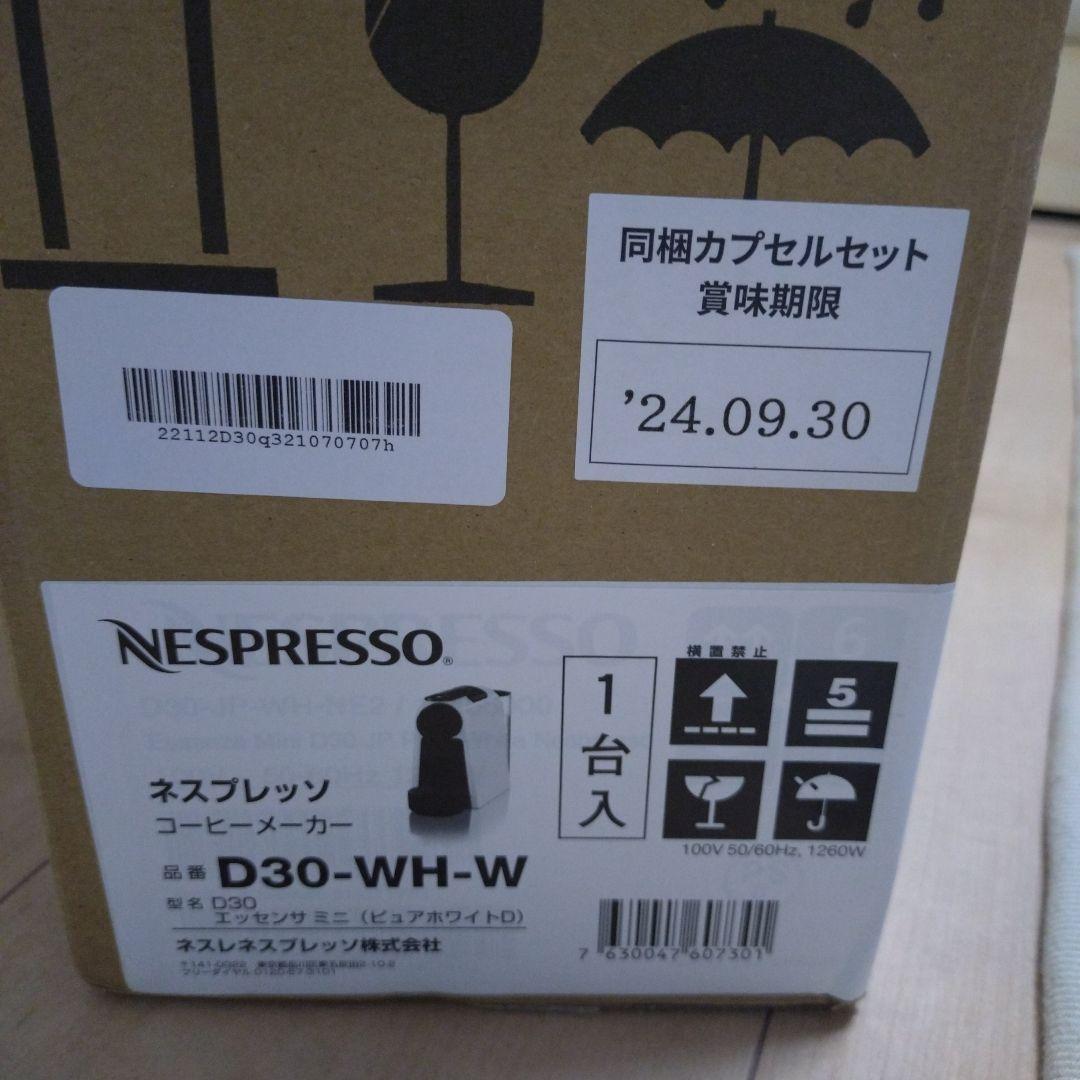 同梱カプセルセット
賞味期限
'24.09.30
22112D30q321070707h
NESPRESSO®
ネスプレッソ
コーヒーメーカー
品番 D30-WH-W
型名 D30
エッセンサ ミニ（ピュアホワイトD）
ネスレネスプレッソ株式会社
1台入
横置禁止
5
100V 50/60Hz, 1260W
7 630047 607301